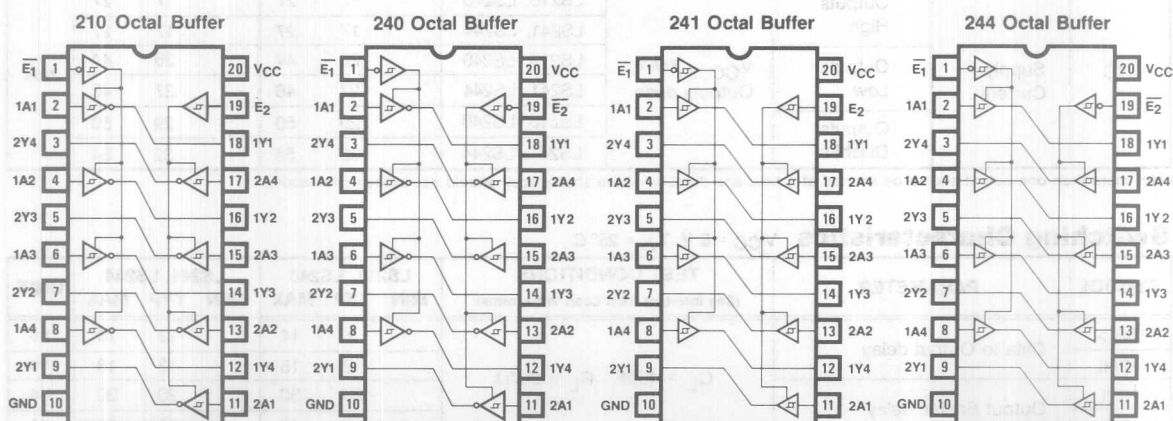 210 Octal Buffer
E̅₁ 1 20 VCC
1A1 2 19 E₂
2Y4 3 18 1Y1
1A2 4 17 2A4
2Y3 5 16 1Y2
1A3 6 15 2A3
2Y2 7 14 1Y3
1A4 8 13 2A2
2Y1 9 12 1Y4
GND 10 11 2A1
240 Octal Buffer
E̅₁ 1 20 VCC
1A1 2 19 E̅₂
2Y4 3 18 1Y1
1A2 4 17 2A4
2Y3 5 16 1Y2
1A3 6 15 2A3
2Y2 7 14 1Y3
1A4 8 13 2A2
2Y1 9 12 1Y4
GND 10 11 2A1
241 Octal Buffer
E̅₁ 1 20 VCC
1A1 2 19 E₂
2Y4 3 18 1Y1
1A2 4 17 2A4
2Y3 5 16 1Y2
1A3 6 15 2A3
2Y2 7 14 1Y3
1A4 8 13 2A2
2Y1 9 12 1Y4
GND 10 11 2A1
244 Octal Buffer
E̅₁ 1 20 VCC
1A1 2 19 E̅₂
2Y4 3 18 1Y1
1A2 4 17 2A4
2Y3 5 16 1Y2
1A3 6 15 2A3
2Y2 7 14 1Y3
1A4 8 13 2A2
2Y1 9 12 1Y4
GND 10 11 2A1